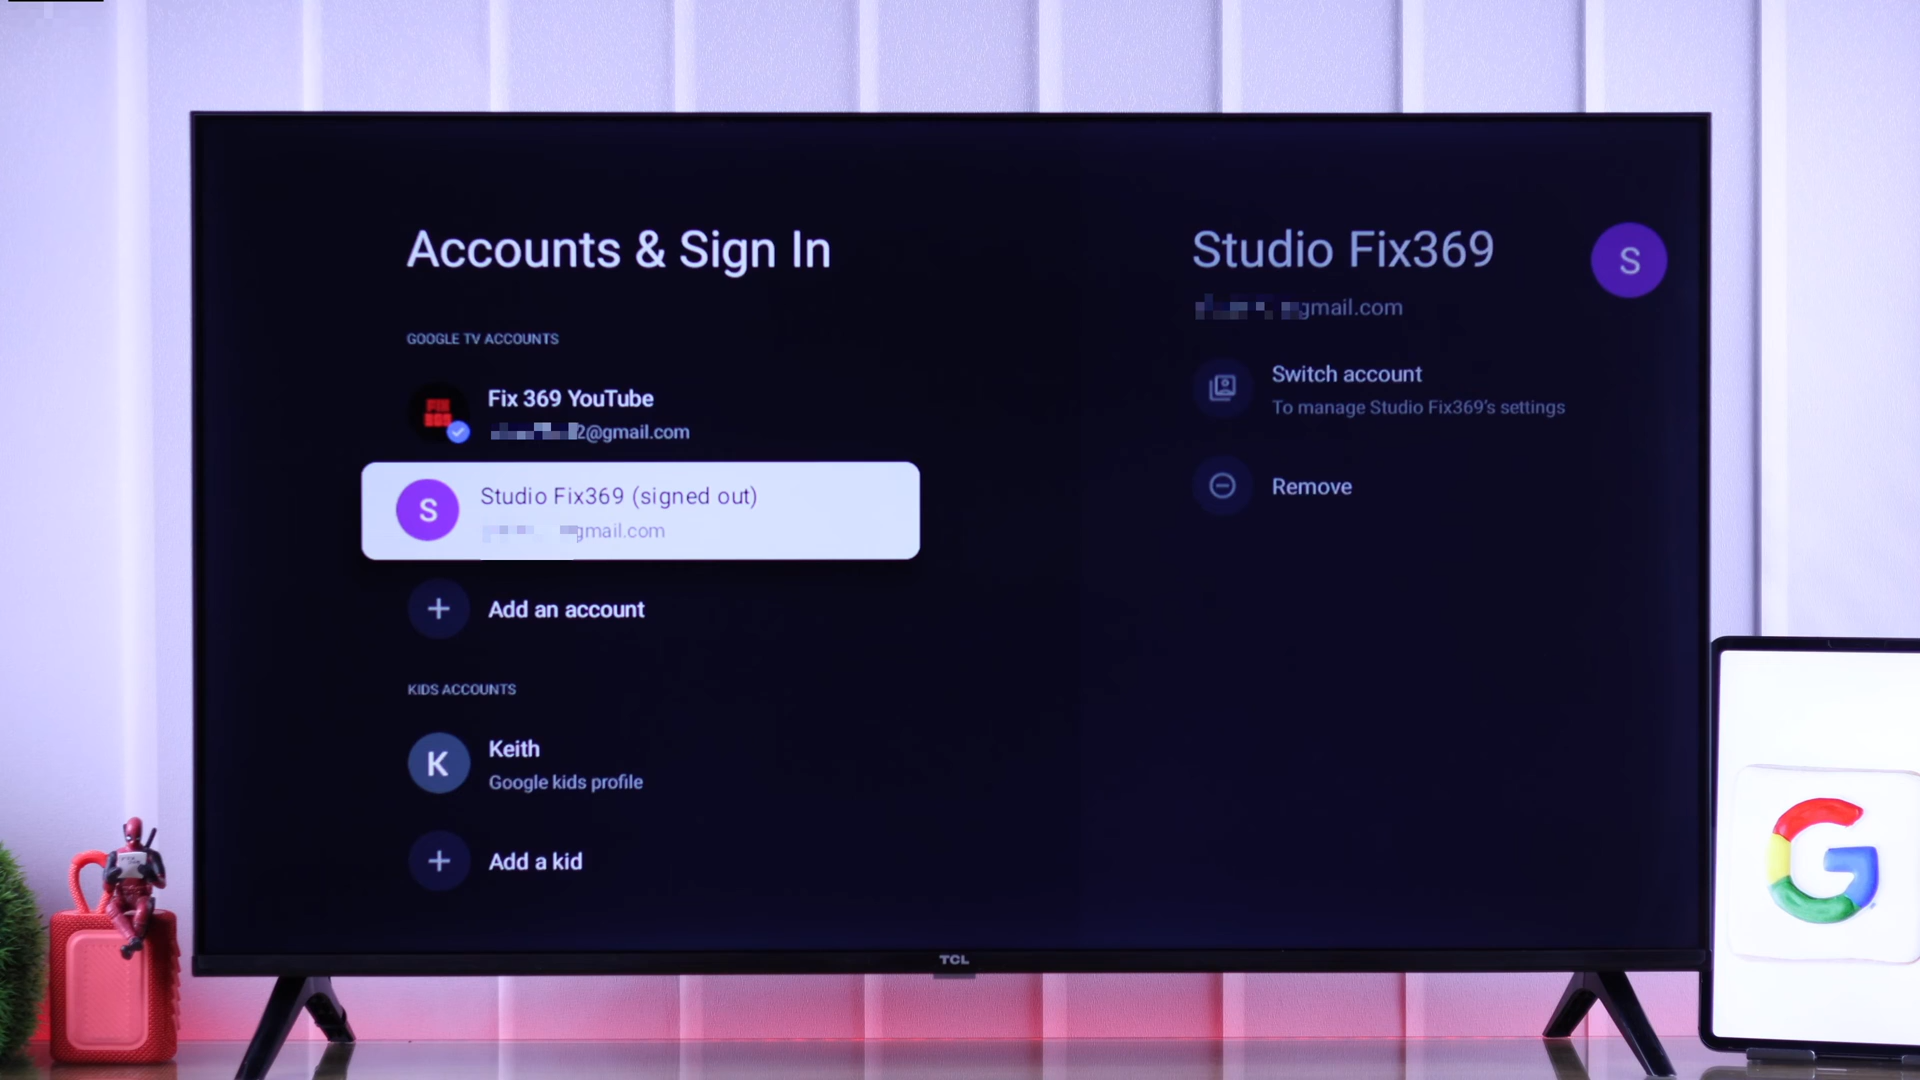 Accounts & Sign In
GOOGLE TV ACCOUNTS
Fix 369 YouTube
2@gmail.com
Studio Fix369 (signed out)
gmail.com
Add an account
KIDS ACCOUNTS
K
Keith
Google kids profile
Add a kid
Studio Fix369
gmail.com
S
Switch account
To manage Studio Fix369's settings
Remove
S
TCL
G